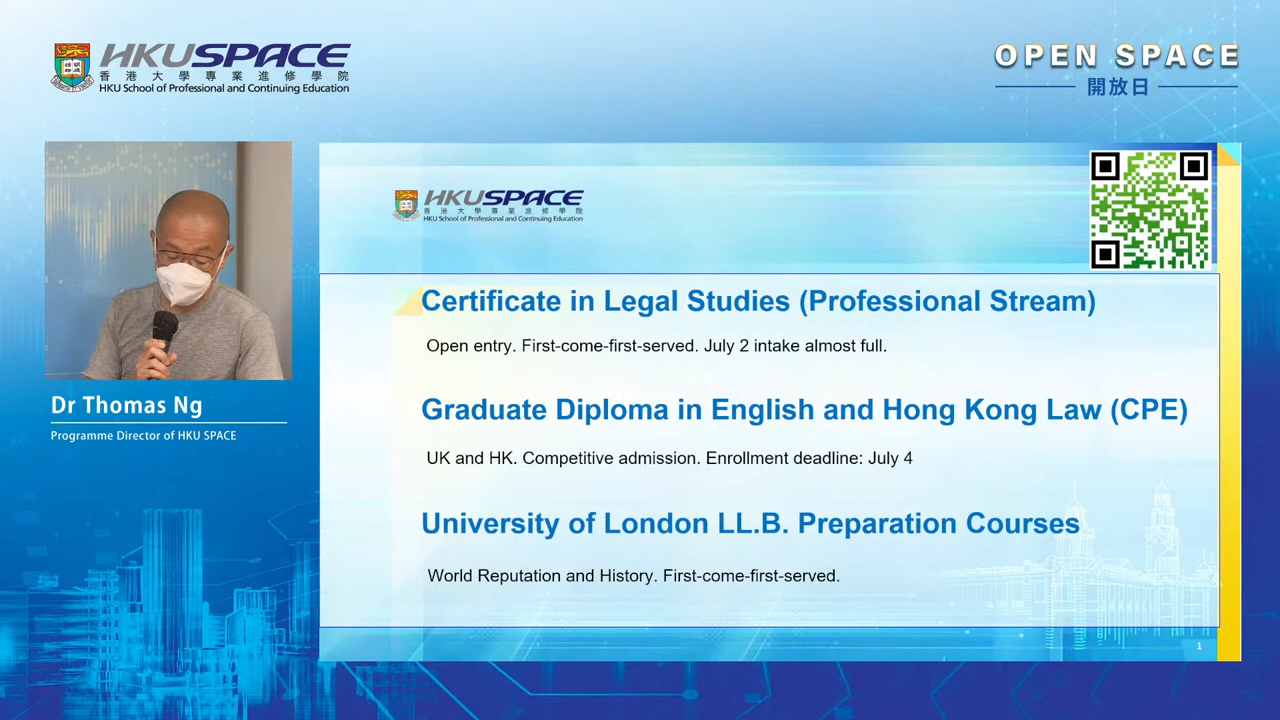 HKUSPACE
香港大學專業進修學院
HKU School of Professional and Continuing Education
OPEN SPACE
開放日
HKUSPACE
香港大學專業進修學院
HKU School of Professional and Continuing Education
Certificate in Legal Studies (Professional Stream)
Open entry. First-come-first-served. July 2 intake almost full.
Graduate Diploma in English and Hong Kong Law (CPE)
UK and HK. Competitive admission. Enrollment deadline: July 4
University of London LL.B. Preparation Courses
World Reputation and History. First-come-first-served.
1
Dr Thomas Ng
Programme Director of HKU SPACE